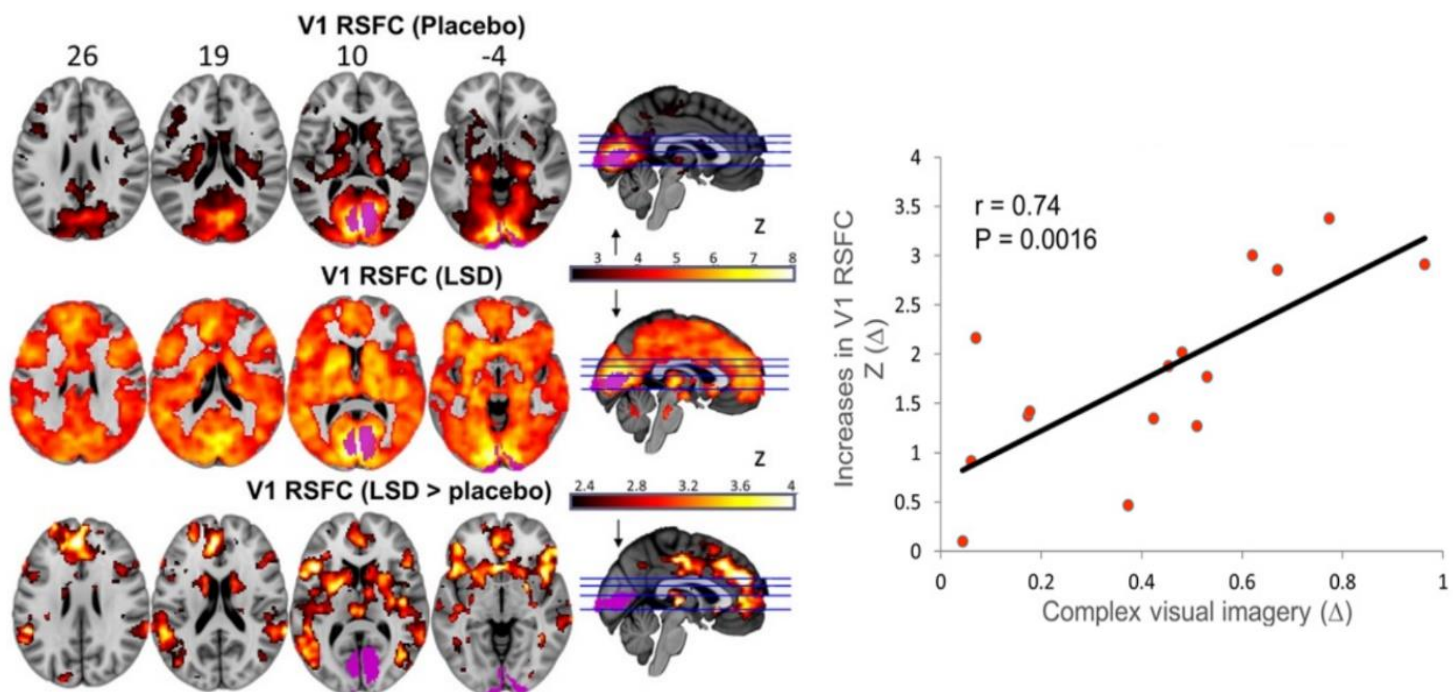 V1 RSFC (Placebo)
26 19 10 -4
Z
3 4 5 6 7 8
V1 RSFC (LSD)
Z
2.4 2.8 3.2 3.6 4
V1 RSFC (LSD > placebo)
r = 0.74
P = 0.0016
Increases in V1 RSFC
Z (Δ)
4
3.5
3
2.5
2
1.5
1
0.5
0
0 0.2 0.4 0.6 0.8 1
Complex visual imagery (Δ)